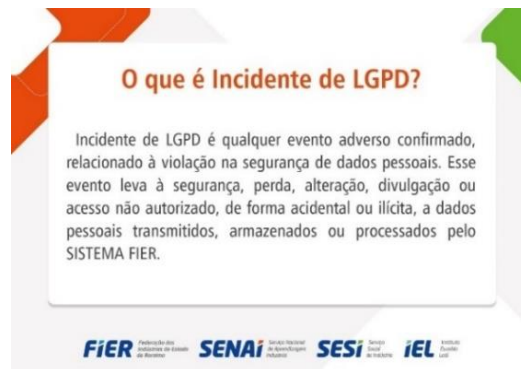 O que é Incidente de LGPD?
Incidente de LGPD é qualquer evento adverso confirmado,
relacionado à violação na segurança de dados pessoais. Esse
evento leva à segurança, perda, alteração, divulgação ou
acesso não autorizado, de forma acidental ou ilícita, a dados
pessoais transmitidos, armazenados ou processados pelo
SISTEMA FIER.
FiER SENAi SESi iEL